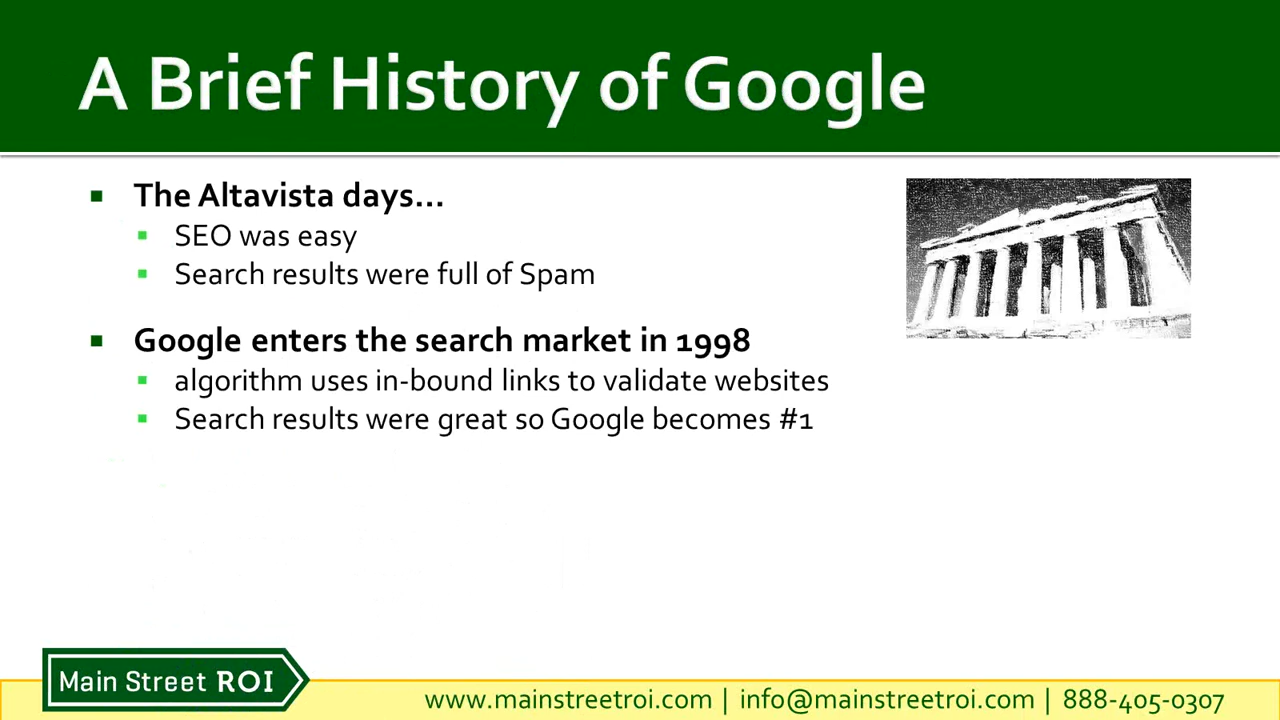 A Brief History of Google
The Altavista days...
SEO was easy
Search results were full of Spam
Google enters the search market in 1998
algorithm uses in-bound links to validate websites
Search results were great so Google becomes #1
Main Street ROI
www.mainstreetroi.com | info@mainstreetroi.com | 888-405-0307